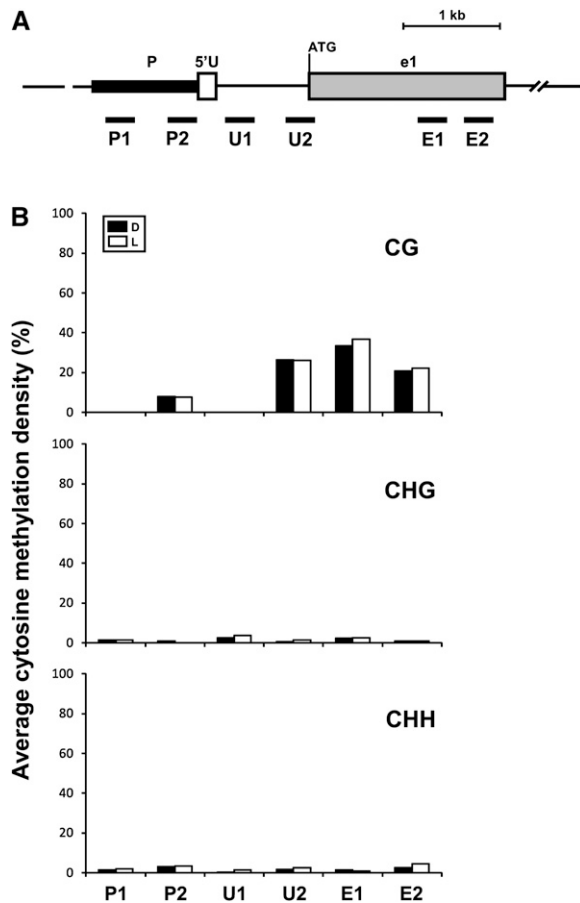 A
1 kb
P 5'U ATG e1
P1 P2 U1 U2 E1 E2
B
Average cytosine methylation density (%)
100
80
60
40
20
0
D
L
CG
100
80
60
40
20
0
CHG
100
80
60
40
20
0
CHH
P1 P2 U1 U2 E1 E2